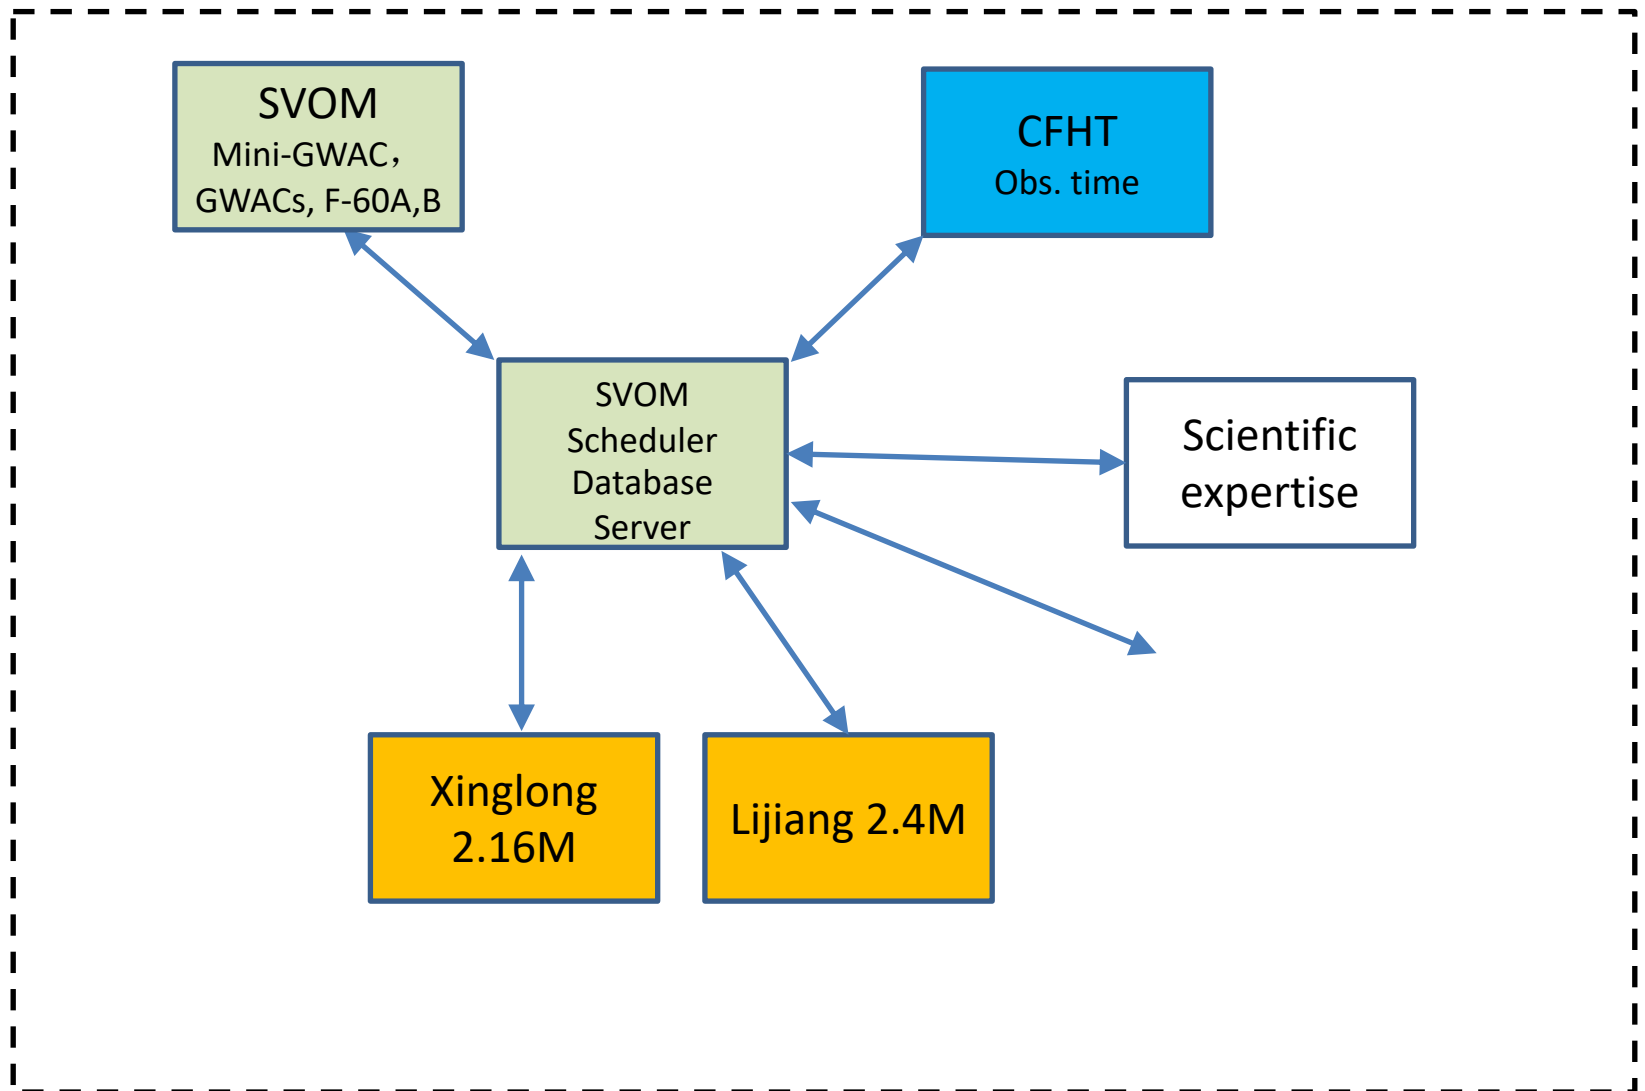 SVOM
Mini-GWAC，
GWACs, F-60A,B
CFHT
Obs. time
SVOM
Scheduler
Database
Server
Scientific
expertise
Xinglong
2.16M
Lijiang 2.4M